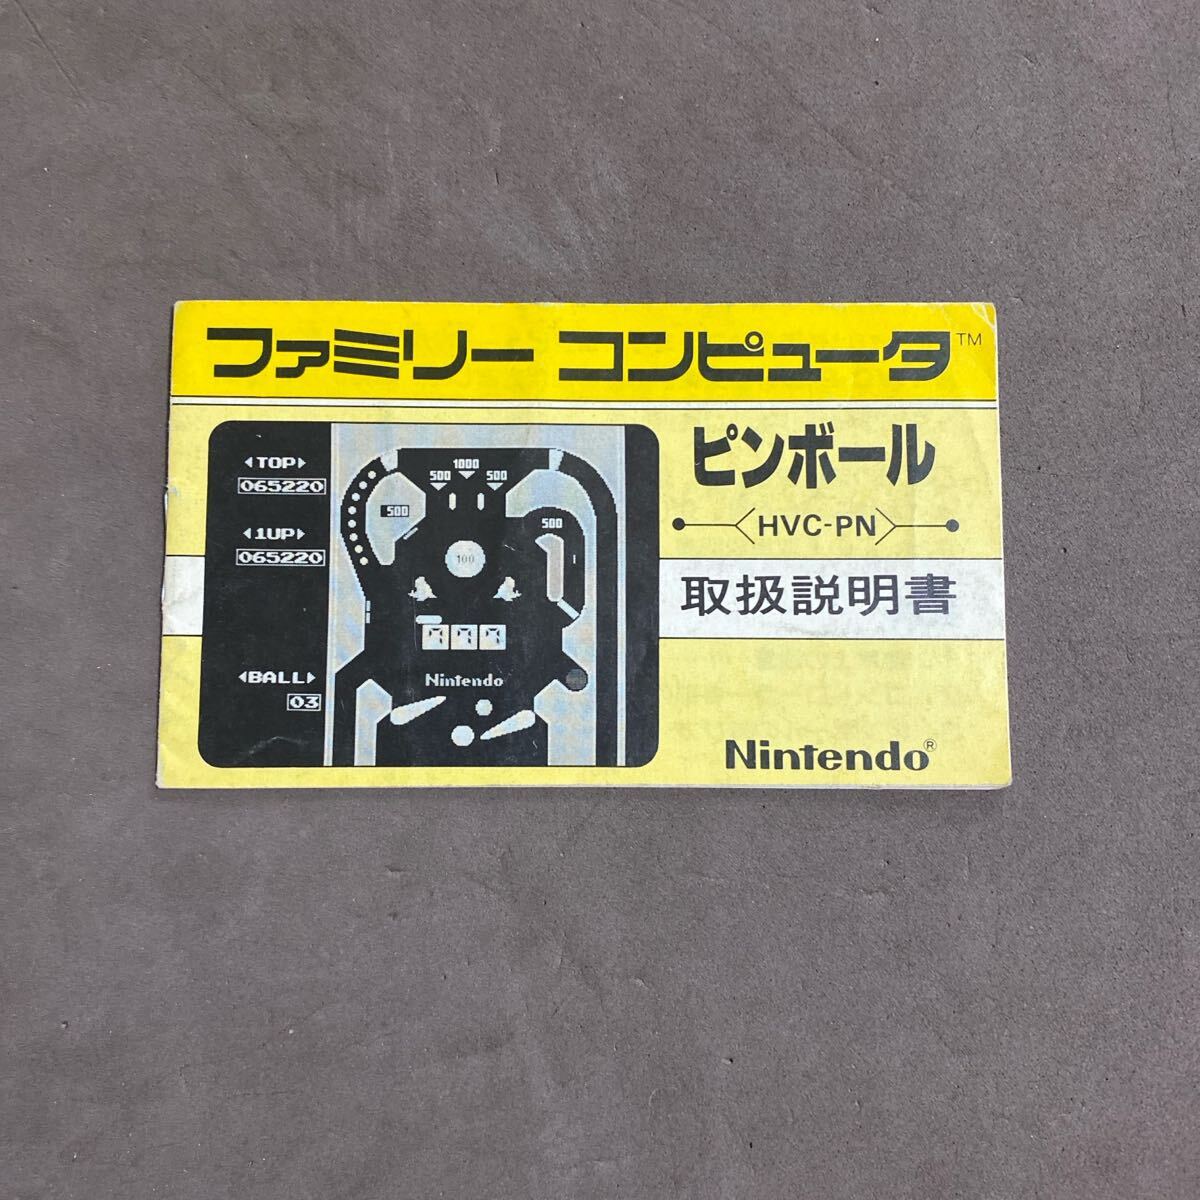 ファミリー コンピュータ™
◀TOP▶
065220
◀1UP▶
065220
◀BALL▶
03
1000
500 500
500
500
100
777
Nintendo
ピンボール
HVC-PN
取扱説明書
Nintendo®